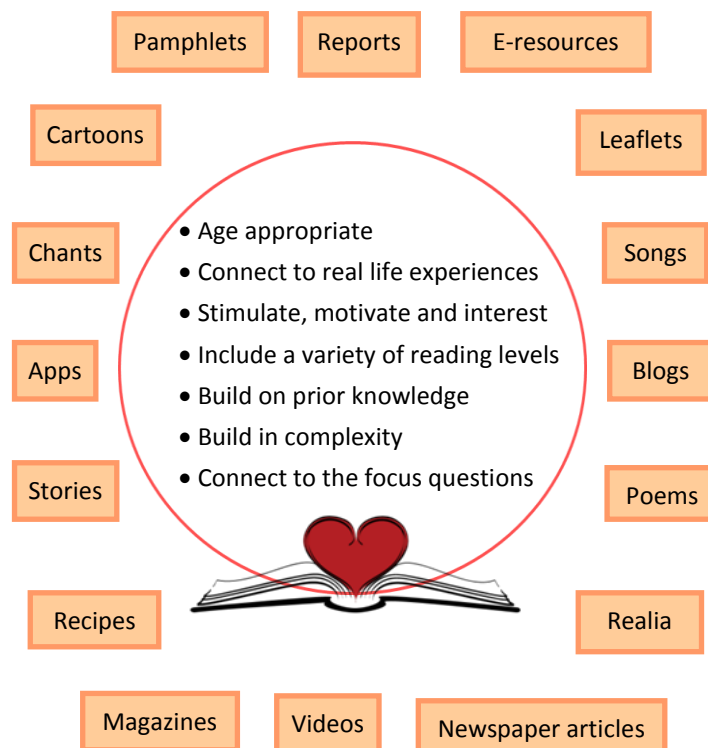 Pamphlets
Reports
E-resources
Cartoons
Leaflets
• Age appropriate
Chants
• Connect to real life experiences
Songs
• Stimulate, motivate and interest
Apps
• Include a variety of reading levels
Blogs
• Build on prior knowledge
• Build in complexity
Stories
• Connect to the focus questions
Poems
Recipes
Realia
Magazines
Videos
Newspaper articles